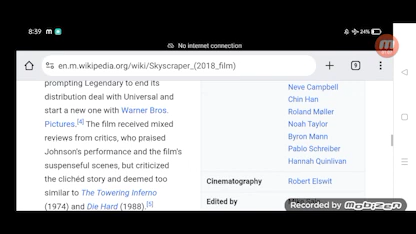 8:39
24%
No internet connection
en.m.wikipedia.org/wiki/Skyscraper_(2018_film)
9
prompting Legendary to end its
distribution deal with Universal and
start a new one with Warner Bros.
Pictures.[4] The film received mixed
reviews from critics, who praised
Johnson's performance and the film's
suspenseful scenes, but criticized
the clichéd story and deemed too
similar to The Towering Inferno
(1974) and Die Hard (1988).[5]
Neve Campbell
Chin Han
Roland Møller
Noah Taylor
Byron Mann
Pablo Schreiber
Hannah Quinlivan
Cinematography Robert Elswit
Edited by
Recorded by Mobizen